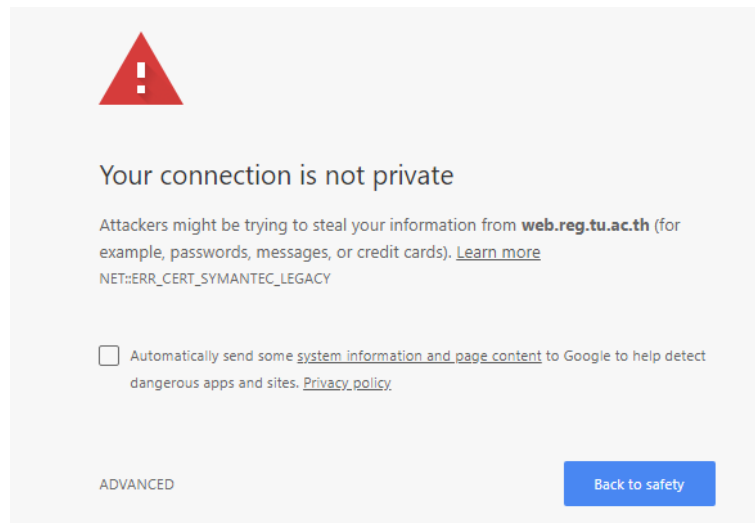 Your connection is not private
Attackers might be trying to steal your information from web.reg.tu.ac.th (for
example, passwords, messages, or credit cards). Learn more
NET::ERR_CERT_SYMANTEC_LEGACY
Automatically send some system information and page content to Google to help detect
dangerous apps and sites. Privacy policy
ADVANCED
Back to safety